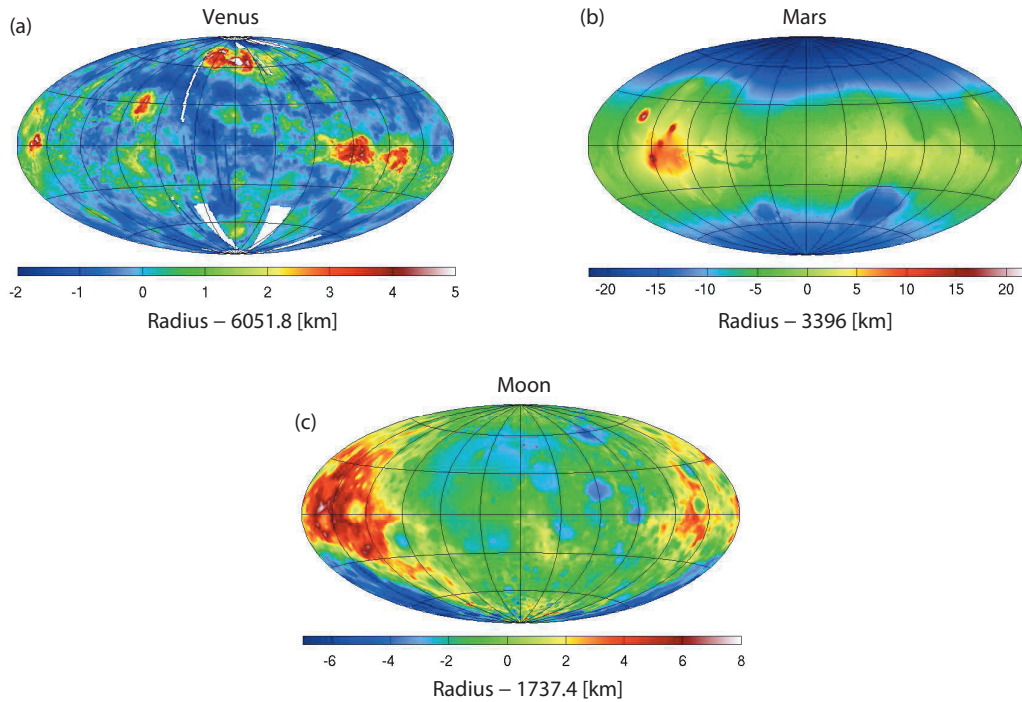 (a)
Venus
-2 -1 0 1 2 3 4 5
Radius – 6051.8 [km]
(b)
Mars
-20 -15 -10 -5 0 5 10 15 20
Radius – 3396 [km]
Moon
(c)
-6 -4 -2 0 2 4 6 8
Radius – 1737.4 [km]